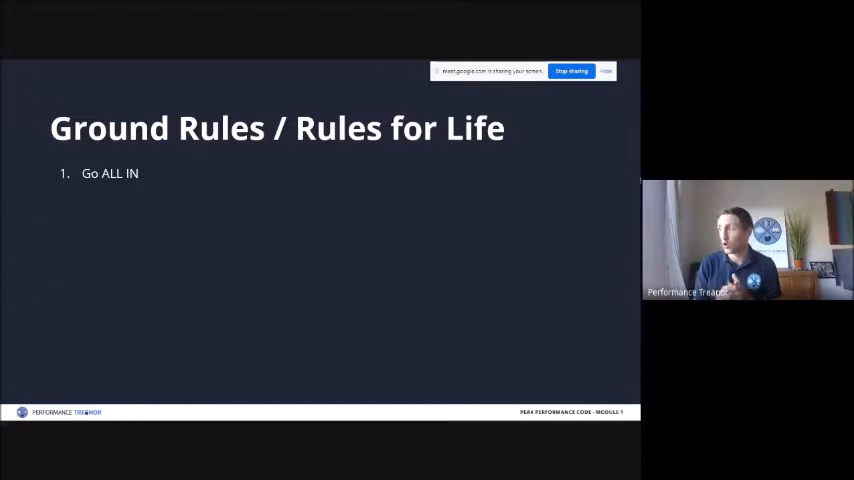 meet.google.com is sharing your screen. Stop sharing Hide
Ground Rules / Rules for Life
1. Go ALL IN
Performance Treanor
PERFORMANCE TREANOR
PEAK PERFORMANCE CODE - MODULE 1